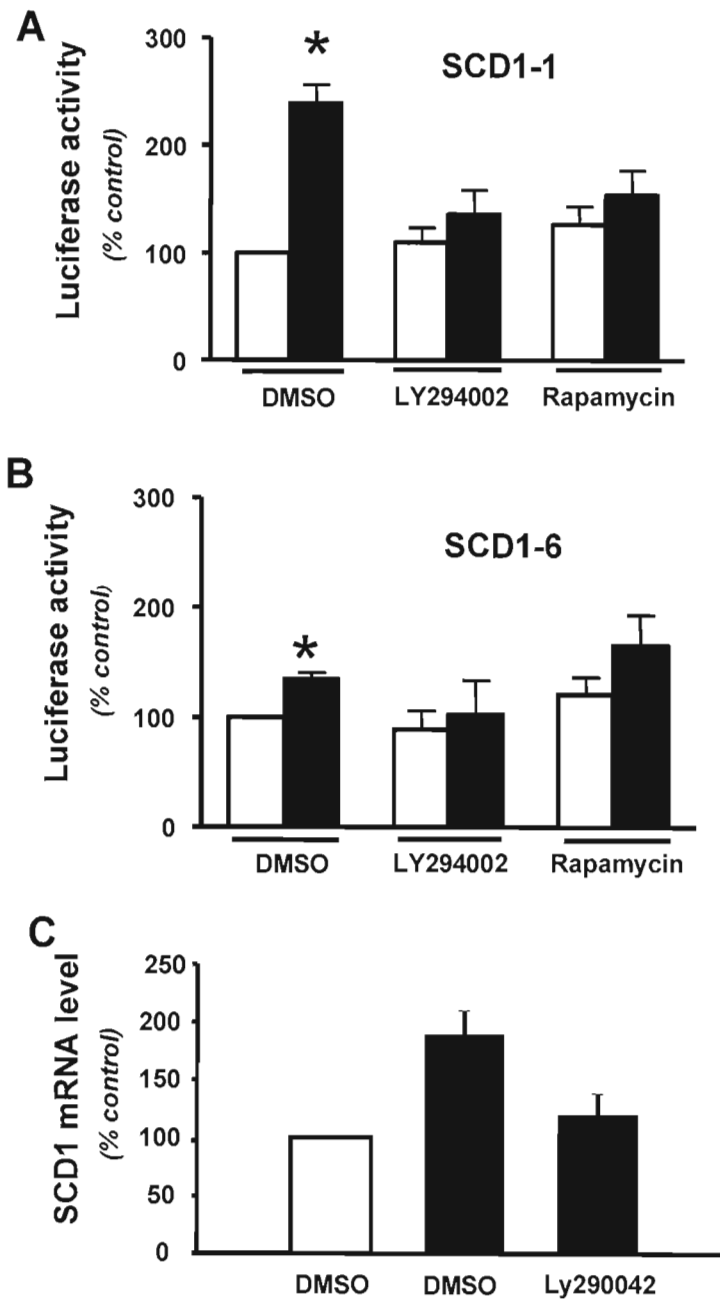 A
Luciferase activity
(% control)
300
200
100
0
*
SCD1-1
DMSO
LY294002
Rapamycin
B
Luciferase activity
(% control)
300
200
100
0
*
SCD1-6
DMSO
LY294002
Rapamycin
C
SCD1 mRNA level
(% control)
250
200
150
100
50
0
DMSO
DMSO
Ly290042